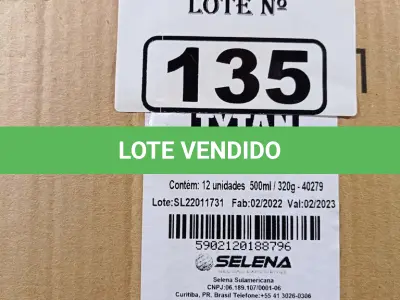 LOTE Nº
135
TYTAN
LOTE VENDIDO
Contém: 12 unidades 500ml / 320g - 40279
Lote:SL22011731 Fab:02/2022 Val:02/2023
5902120188796
SELENA
Selena Sulamericana
CNPJ:06.189.107/0001-06
Curitiba, PR. Brasil Telefone:+55 41 3026-0306